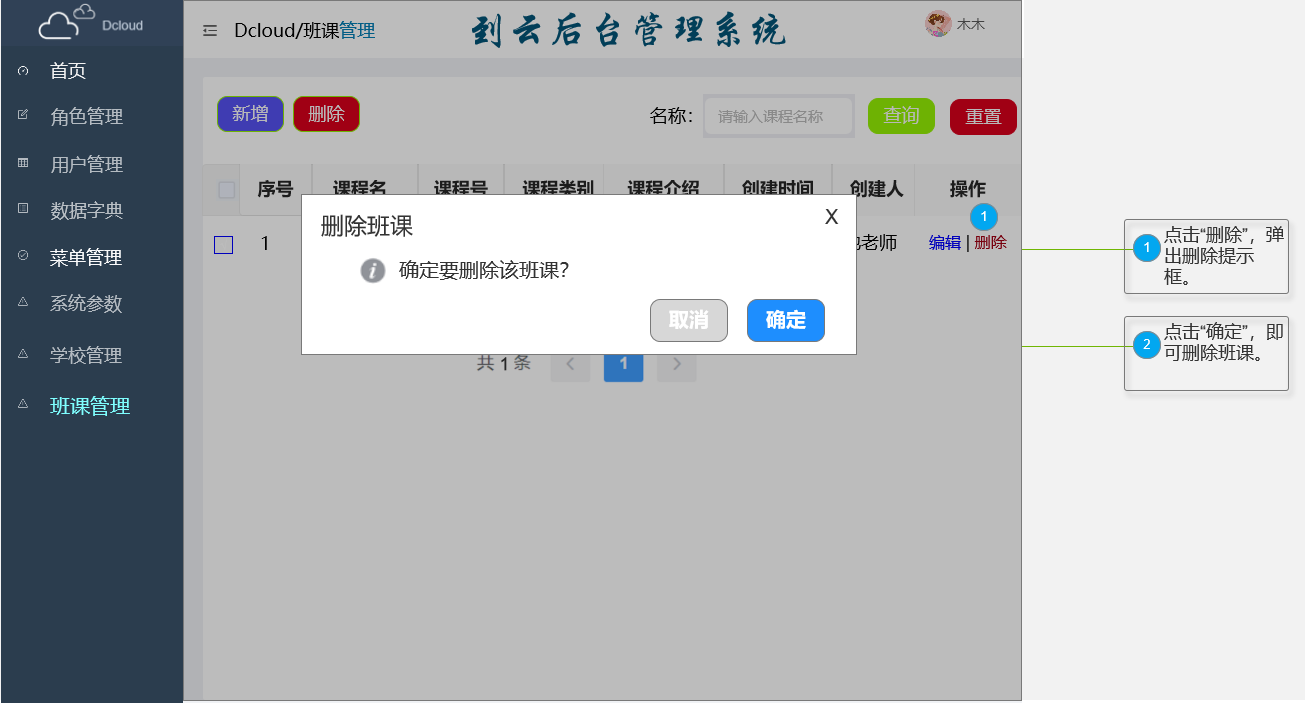 Dcloud
Dcloud/班课管理
到云后台管理系统
木木
首页
角色管理
用户管理
数据字典
菜单管理
系统参数
学校管理
班课管理
新增
删除
名称：
请输入课程名称
查询
重置
序号 课程名 课程号 课程类别 课程介绍 创建时间 创建人 操作
1
老师
编辑 | 删除
1
删除班课
X
确定要删除该班课？
取消
确定
共 1 条
<
1
>
1
点击“删除”，弹
出删除提示
框。
2
点击“确定”，即
可删除班课。